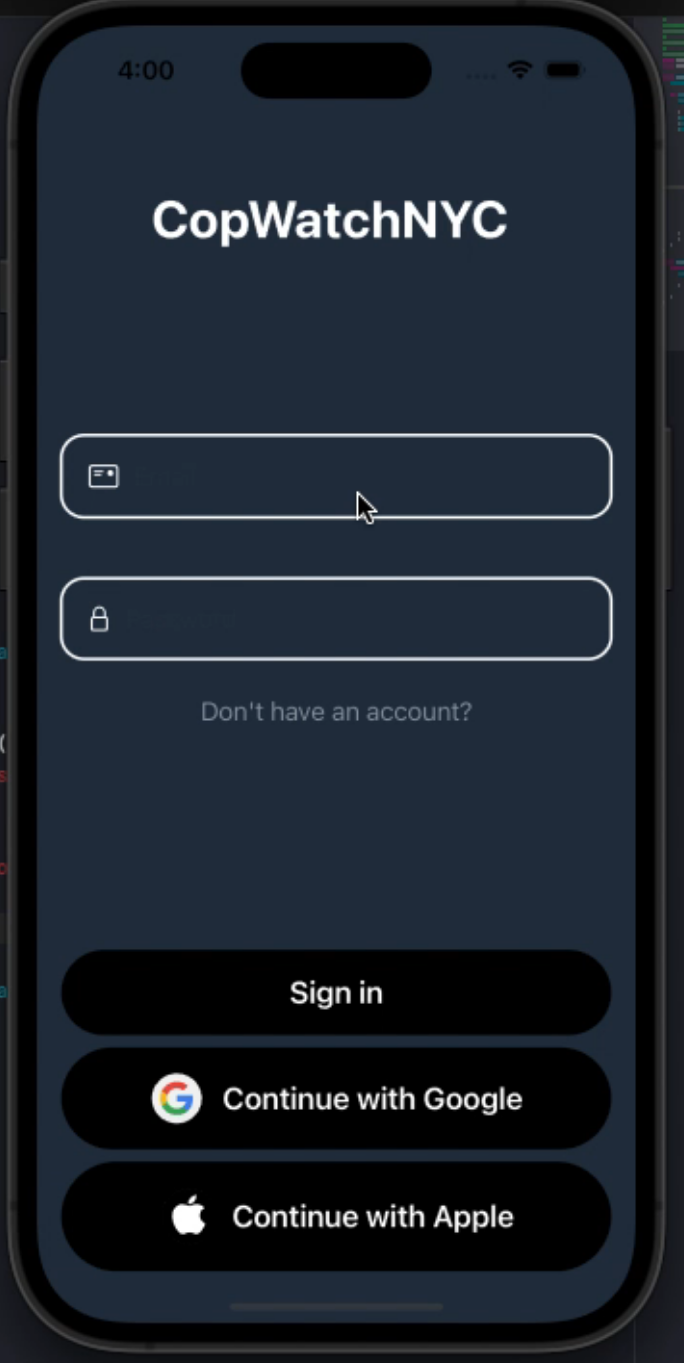 4:00
CopWatchNYC
Email
Password
Don't have an account?
Sign in
Continue with Google
Continue with Apple